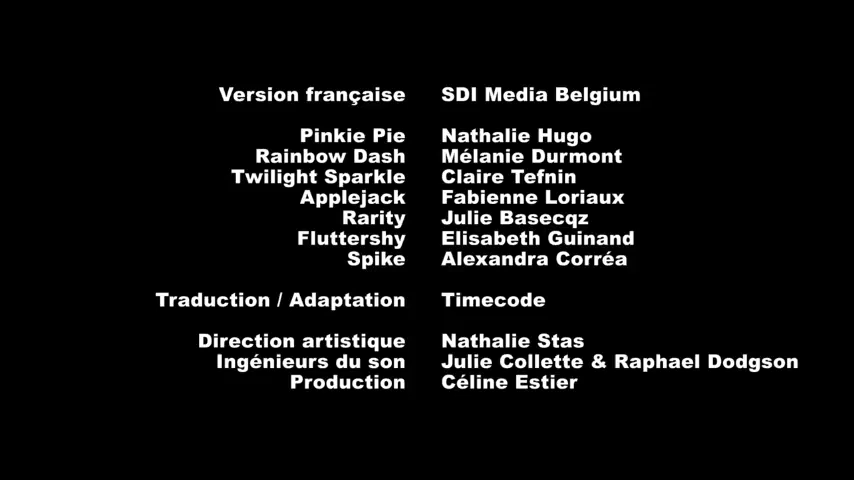 Version française SDI Media Belgium
Pinkie Pie Nathalie Hugo
Rainbow Dash Mélanie Durmont
Twilight Sparkle Claire Tefnin
Applejack Fabienne Loriaux
Rarity Julie Basecqz
Fluttershy Elisabeth Guinand
Spike Alexandra Corréa
Traduction / Adaptation Timecode
Direction artistique Nathalie Stas
Ingénieurs du son Julie Collette & Raphael Dodgson
Production Céline Estier